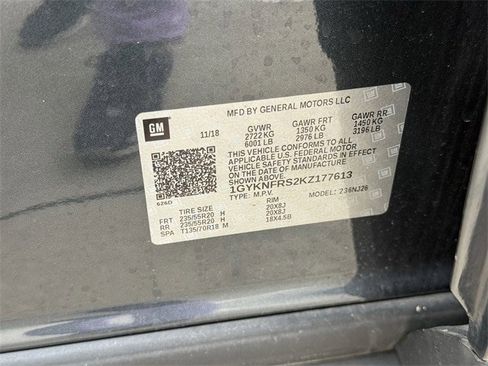 MFD BY GENERAL MOTORS LLC
GM 11/18 GVWR GAWR FRT GAWR RR
2722 KG 1350 KG 1450 KG
6001 LB 2976 LB 3196 LB
THIS VEHICLE CONFORMS TO ALL APPLICABLE
U.S. FEDERAL MOTOR
VEHICLE SAFETY STANDARDS IN EFFECT
ON THE DATE OF MANUFACTURE SHOWN
ABOVE.
1GYKNFRS2KZ177613
626D TYPE: M.P.V. MODEL: Z36NJ26
TIRE SIZE RIM
FRT 235/55R20 H 20X8J
RR 235/55R20 H 20X8J
SPA T135/70R18 M 18X4.5B